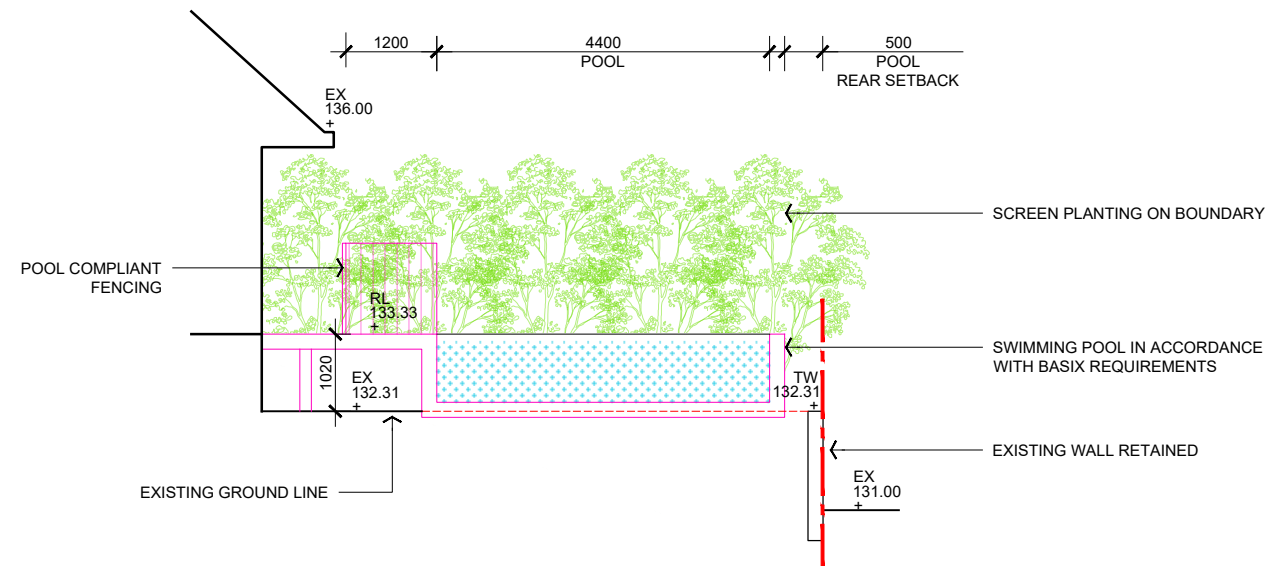 1200
4400
POOL
500
POOL
REAR SETBACK
EX
136.00
SCREEN PLANTING ON BOUNDARY
POOL COMPLIANT
FENCING
RL
133.33
1020
EX
132.31
TW
132.31
SWIMMING POOL IN ACCORDANCE
WITH BASIX REQUIREMENTS
EXISTING WALL RETAINED
EX
131.00
EXISTING GROUND LINE